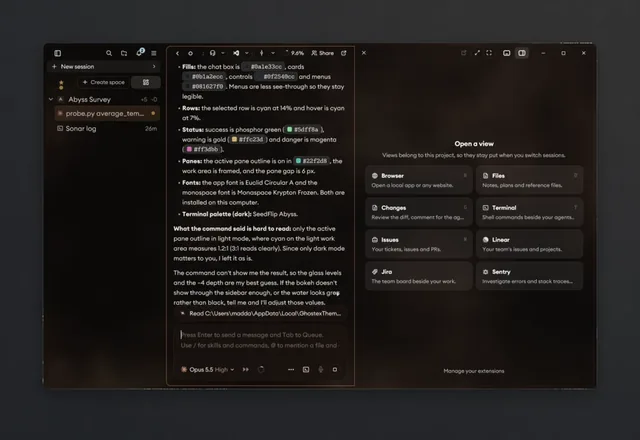 New session
Create space
Abyss Survey
+5 -0
probe.py average_tem...
Sonar log
26m
9.6%
Share
• Fills: the chat box is #0a1e33cc, cards
#0b1a2ecc, controls #0f2540cc and menus
#081627f0. Menus are less see-through so they stay
legible.
• Rows: the selected row is cyan at 14% and hover is cyan
at 7%.
• Status: success is phosphor green (#5dff8a),
warning is gold (#ffc23d) and danger is magenta
(#ff3dbb).
• Panes: the active pane outline is on in #22f2d8, the
work area is framed, and the pane gap is 6 px.
• Fonts: the app font is Euclid Circular A and the
monospace font is Monaspace Krypton Frozen. Both are
installed on this computer.
• Terminal palette (dark): SeedFlip Abyss.
What the command said is hard to read: only the active
pane outline in light mode, where cyan on the light work
area measures 1.2:1 (3:1 reads clearly). Since only dark mode
matters to you, I left it as is.
The command can't show me the result, so the glass levels
and the −4 depth are my best guess. If the bokeh doesn't
show through the sidebar enough, or the water looks grey
rather than black, tell me and I'll adjust those values.
Read C:\Users\madda\AppData\Local\GhostexThem...
Press Enter to send a message and Tab to Queue.
Use / for skills and commands, @ to mention a file and
Opus 5.5 High
Open a view
Views belong to this project, so they stay put when you switch sessions.
Browser
Open a local app or any website.
Files
Notes, plans and reference files.
Changes
Review the diff, comment for the ag...
Terminal
Shell commands beside your agents.
Issues
Your tickets, issues and PRs.
Linear
Your team's issues and projects.
Jira
The team board beside your work.
Sentry
Investigate errors and stack traces...
Manage your extensions